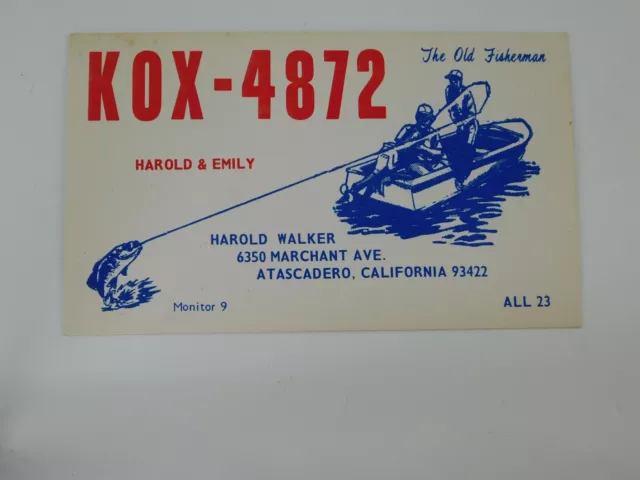 KOX-4872
The Old Fisherman
HAROLD & EMILY
HAROLD WALKER
6350 MARCHANT AVE.
ATASCADERO, CALIFORNIA 93422
Monitor 9
ALL 23